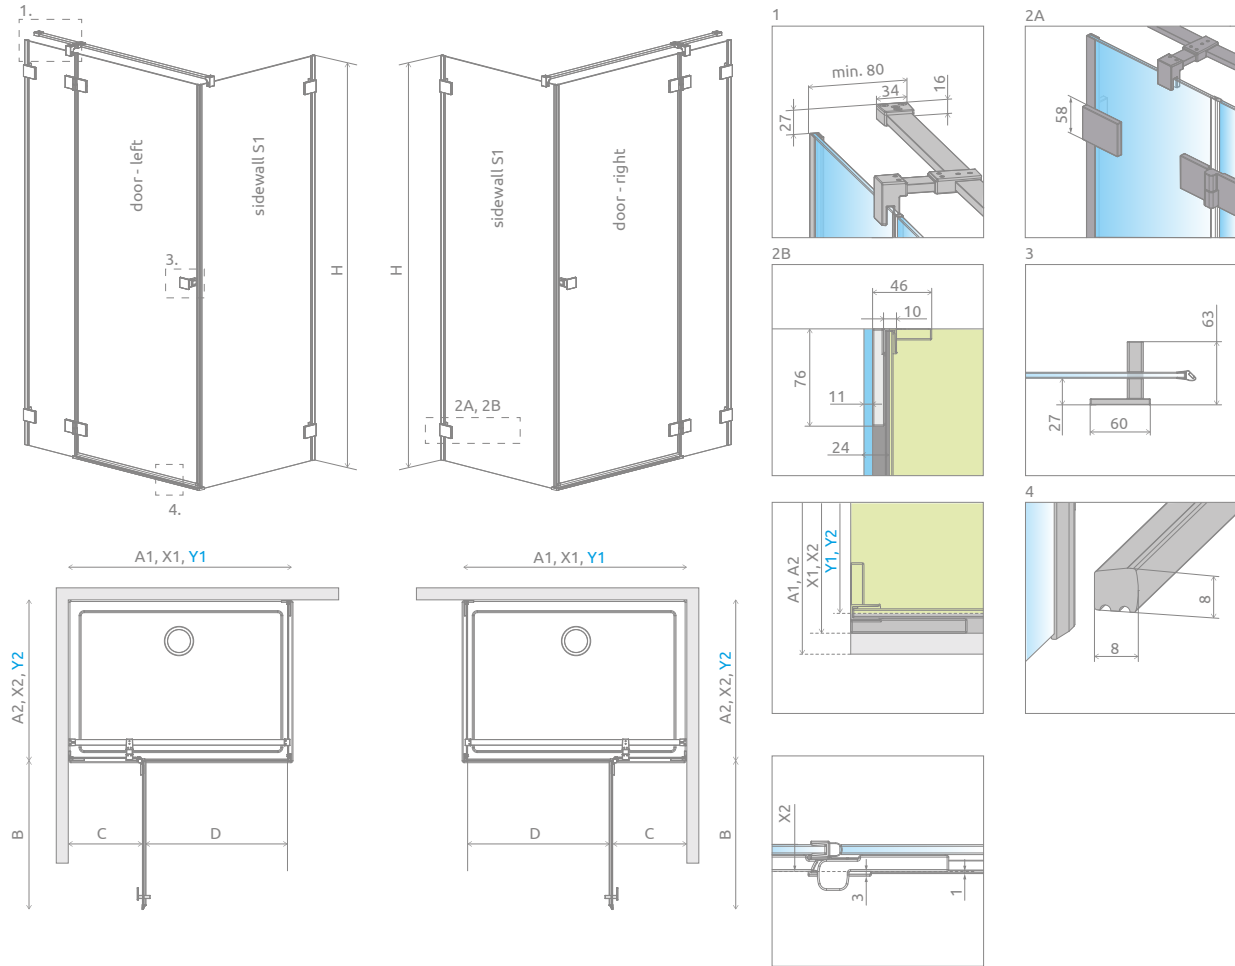 1.
door - left
sidewall S1
3.
H
4.
H
sidewall S1
door - right
2A, 2B
1
min. 80
34
16
27
2A
58
2B
46
10
76
11
24
3
63
27
60
A1, A2
X1, X2
Y1, Y2
4
8
8
A1, X1, Y1
A2, X2, Y2
B
C
D
A1, X1, Y1
A2, X2, Y2
B
D
C
X2
3
1